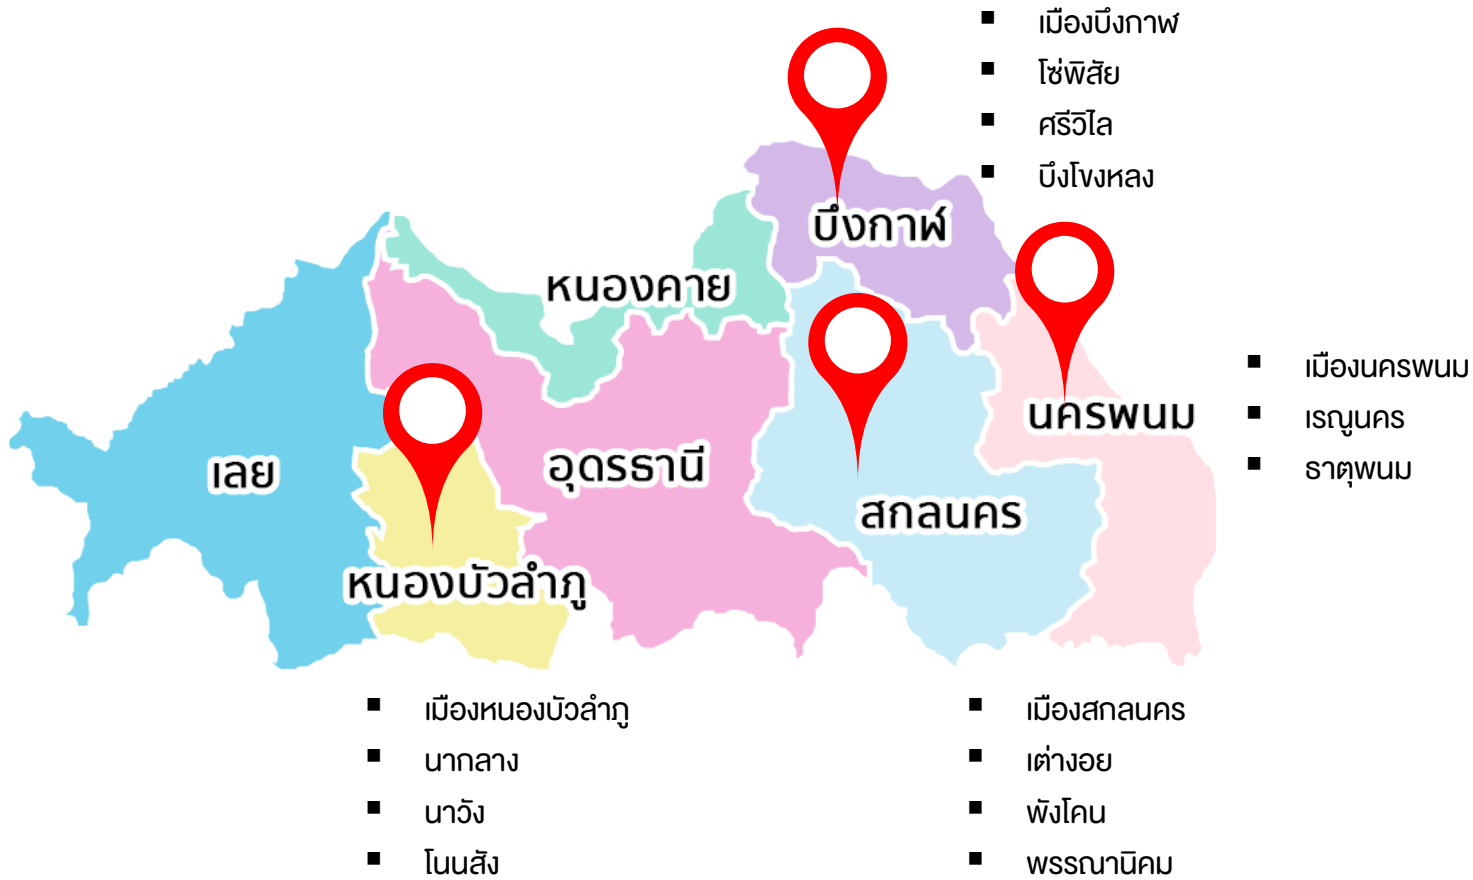 ■ เมืองบึงกาฬ
■ โซ่พิสัย
■ ศรีวิไล
■ บึงโขงหลง
บึงกาฬ
หนองคาย
นครพนม
■ เมืองนครพนม
■ เรณูนคร
■ ธาตุพนม
เลย
อุดรธานี
สกลนคร
หนองบัวลำภู
■ เมืองหนองบัวลำภู
■ นากลาง
■ นาวัง
■ โนนสัง
■ เมืองสกลนคร
■ เต่างอย
■ พังโคน
■ พรรณานิคม